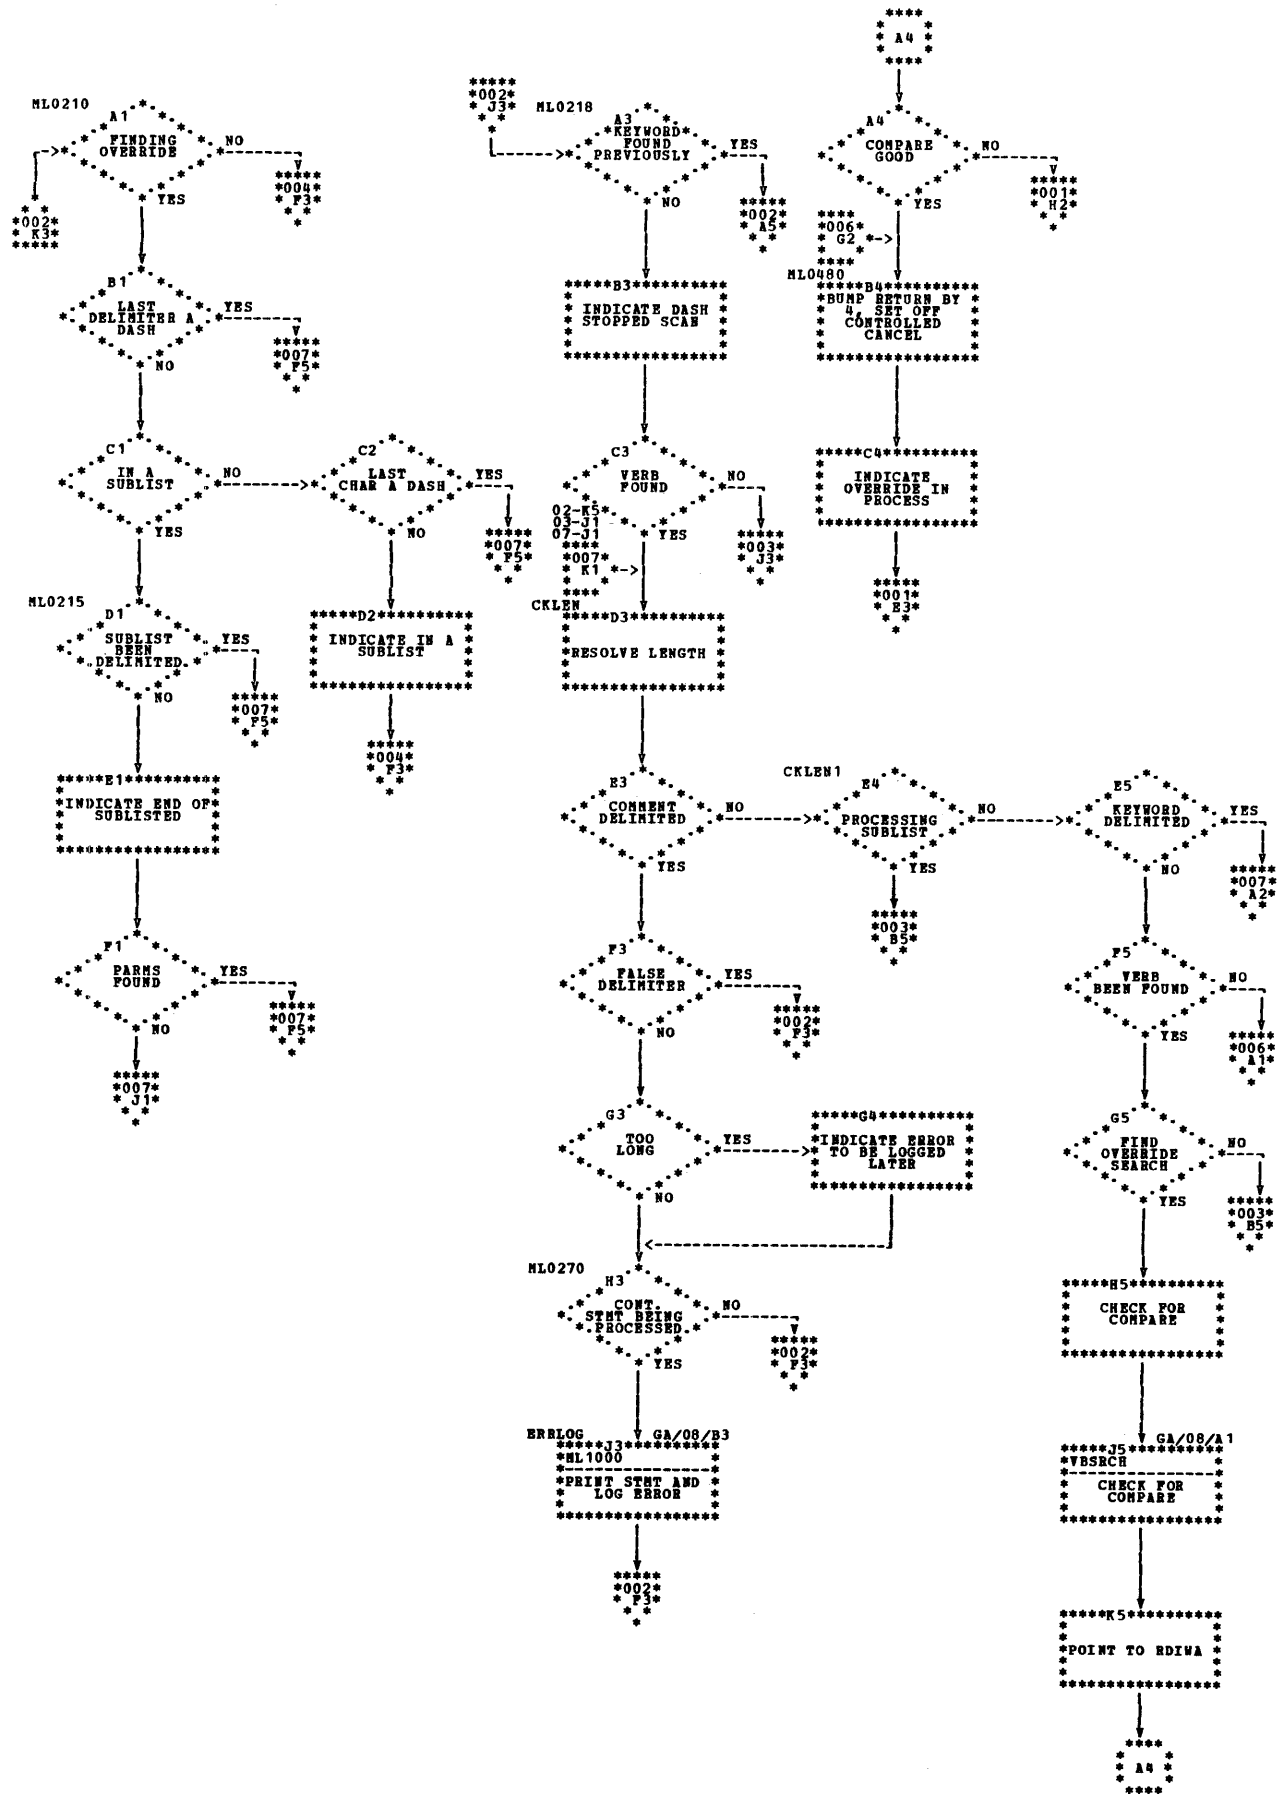 A4
ML0210
A1
FINDING
OVERRIDE
NO
YES
002
K3
004
F3
B1
LAST
DELIMITER A
DASH
YES
NO
007
F5
C1
IN A
SUBLIST
NO
YES
C2
LAST
CHAR A DASH
YES
NO
007
F5
ML0215
D1
SUBLIST
BEEN
DELIMITED
YES
NO
007
F5
D2
INDICATE IN A
SUBLIST
004
F3
E1
INDICATE END OF
SUBLISTED
F1
PARMS
FOUND
YES
NO
007
F5
007
J1
002
J3
ML0218
A3
KEYWORD
FOUND
PREVIOUSLY
YES
NO
002
A5
B3
INDICATE DASH
STOPPED SCAN
C3
VERB
FOUND
NO
YES
003
J3
02-K5
03-J1
07-J1
007
K1
CKLEN
D3
RESOLVE LENGTH
E3
COMMENT
DELIMITED
NO
YES
F3
FALSE
DELIMITER
YES
NO
002
F3
G3
TOO
LONG
YES
NO
G4
INDICATE ERROR
TO BE LOGGED
LATER
ML0270
H3
CONT.
STMT BEING
PROCESSED
NO
YES
002
F3
ERRLOG
GA/08/B3
J3
ML1000
PRINT STMT AND
LOG ERROR
002
F3
A4
COMPARE
GOOD
NO
YES
001
H2
006
G2
ML0480
B4
BUMP RETURN BY
4, SET OFF
CONTROLLED
CANCEL
C4
INDICATE
OVERRIDE IN
PROCESS
001
E3
CKLEN1
E4
PROCESSING
SUBLIST
NO
YES
003
B5
E5
KEYWORD
DELIMITED
YES
NO
007
A2
F5
VERB
BEEN FOUND
NO
YES
006
A1
G5
FIND
OVERRIDE
SEARCH
NO
YES
003
B5
H5
CHECK FOR
COMPARE
GA/08/A1
J5
VBSRCH
CHECK FOR
COMPARE
K5
POINT TO RDIWA
A4